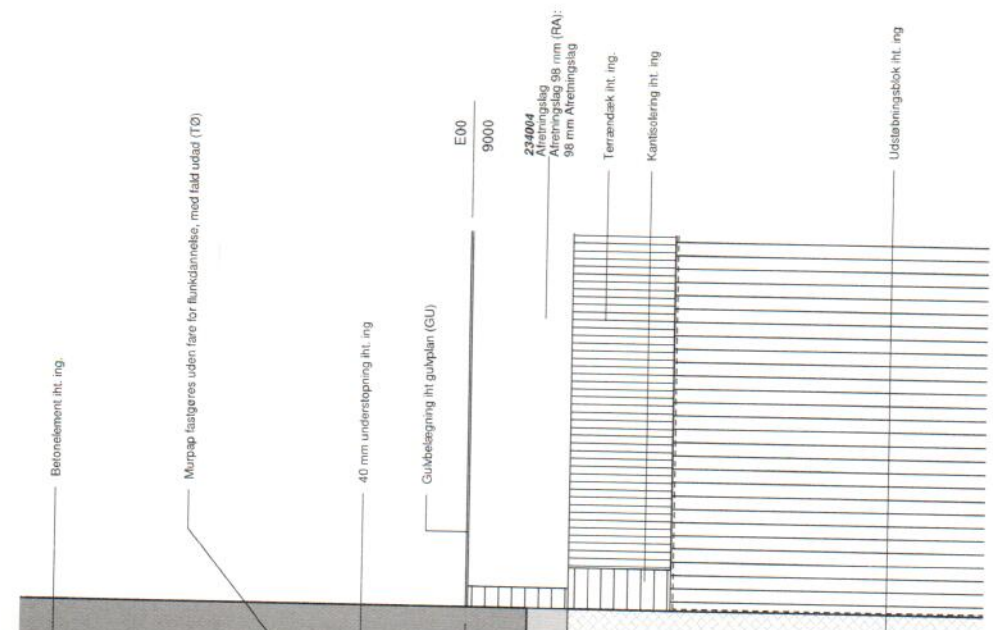 Betonelement iht. ing.
Murpap fastgøres uden fare for flunkdannelse, med fald udad (TØ)
40 mm understopning iht. ing
Gulvbelægning iht gulvplan (GU)
E00
9000
234004
Afretningslag
Afretningslag 98 mm (RA):
98 mm Afretningslag
Terrændæk iht. ing.
Kantisolering iht. ing
Udstøbningsblok iht. ing